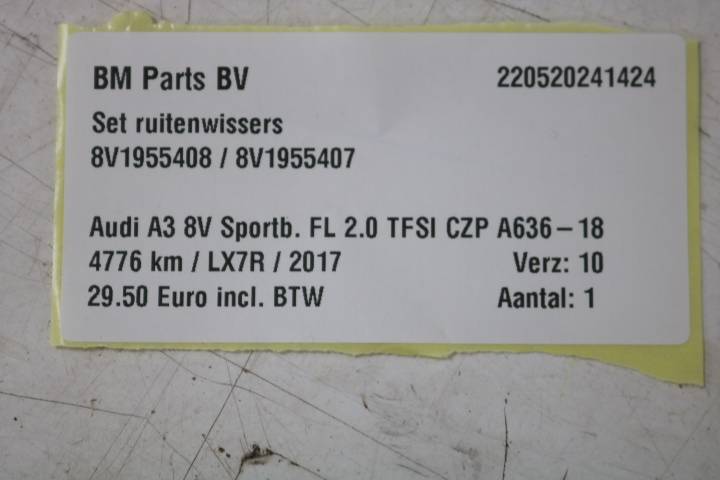 BM Parts BV 220520241424
Set ruitenwissers
8V1955408 / 8V1955407
Audi A3 8V Sportb. FL 2.0 TFSI CZP A636-18
4776 km / LX7R / 2017 Verz: 10
29.50 Euro incl. BTW Aantal: 1